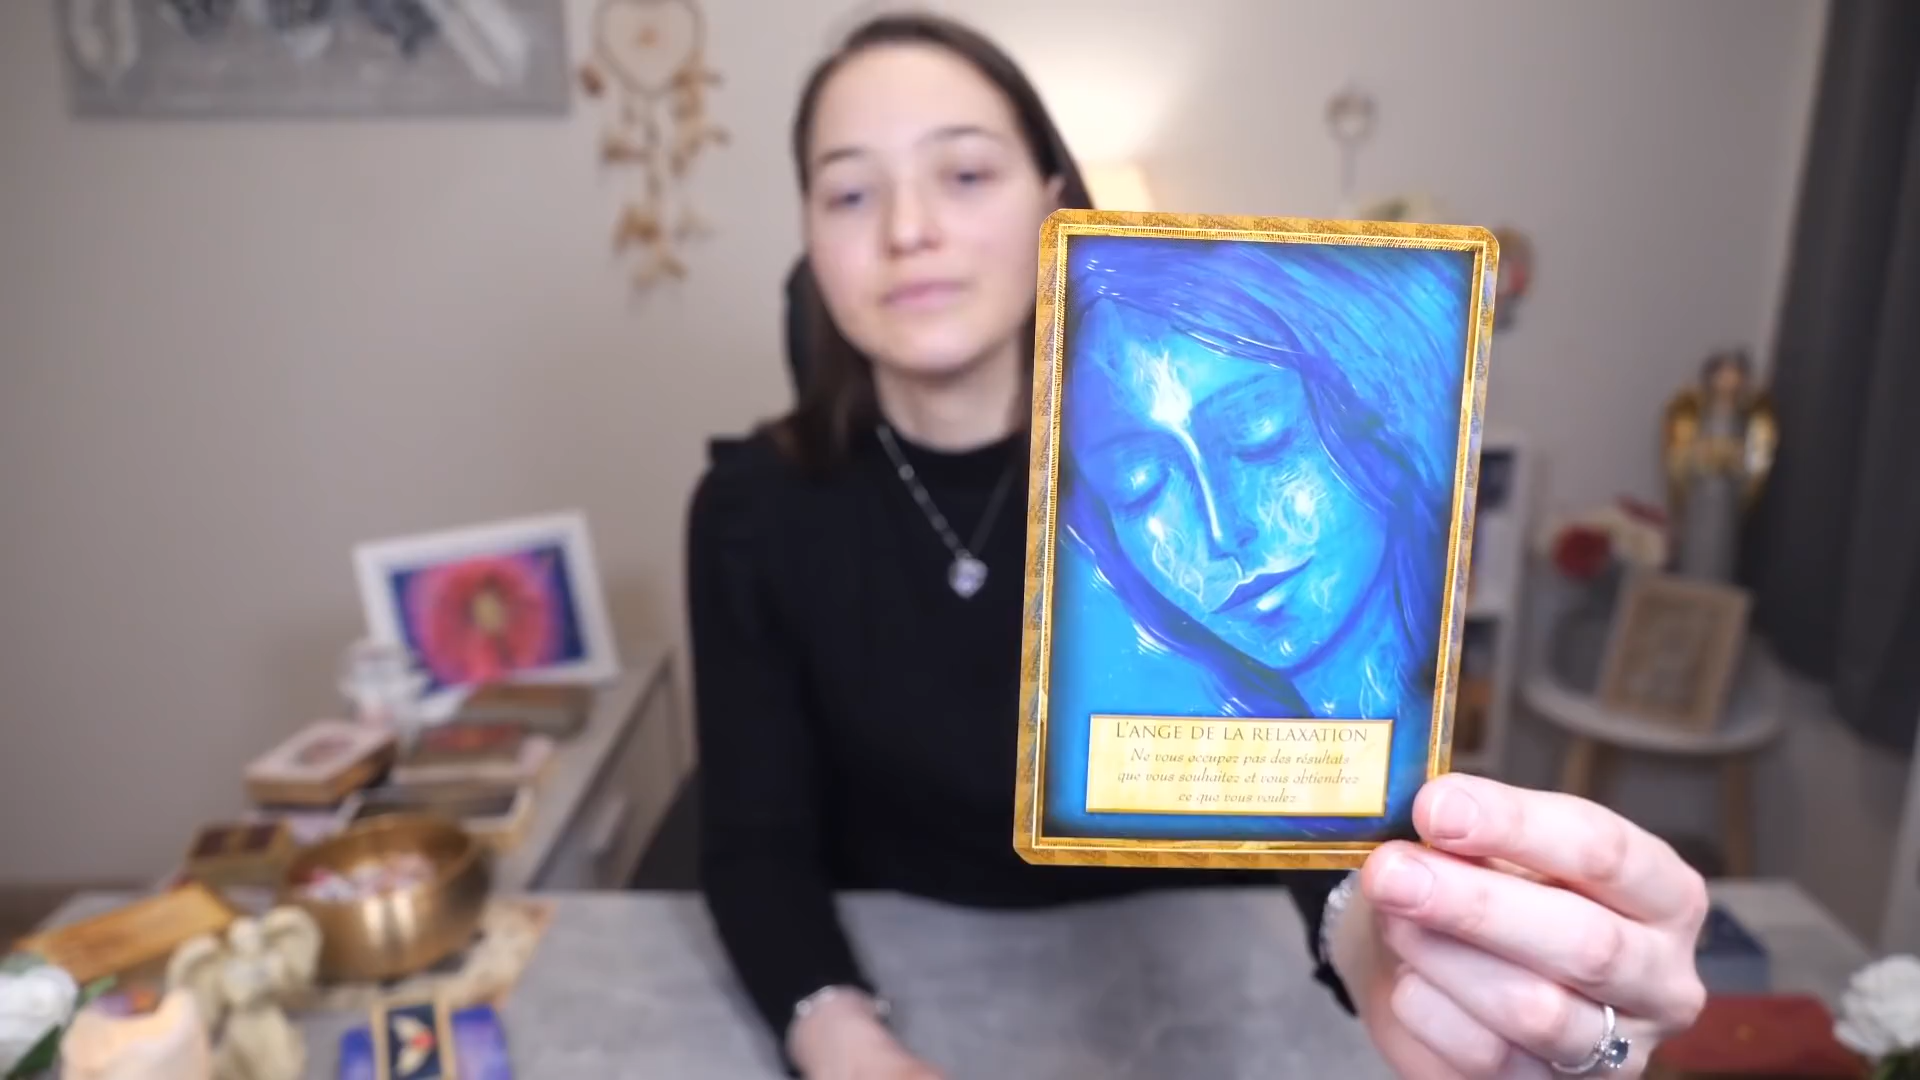 L'ANGE DE LA RELAXATION
Ne vous occupez pas des résultats
que vous souhaitez et vous obtiendrez
ce que vous voulez